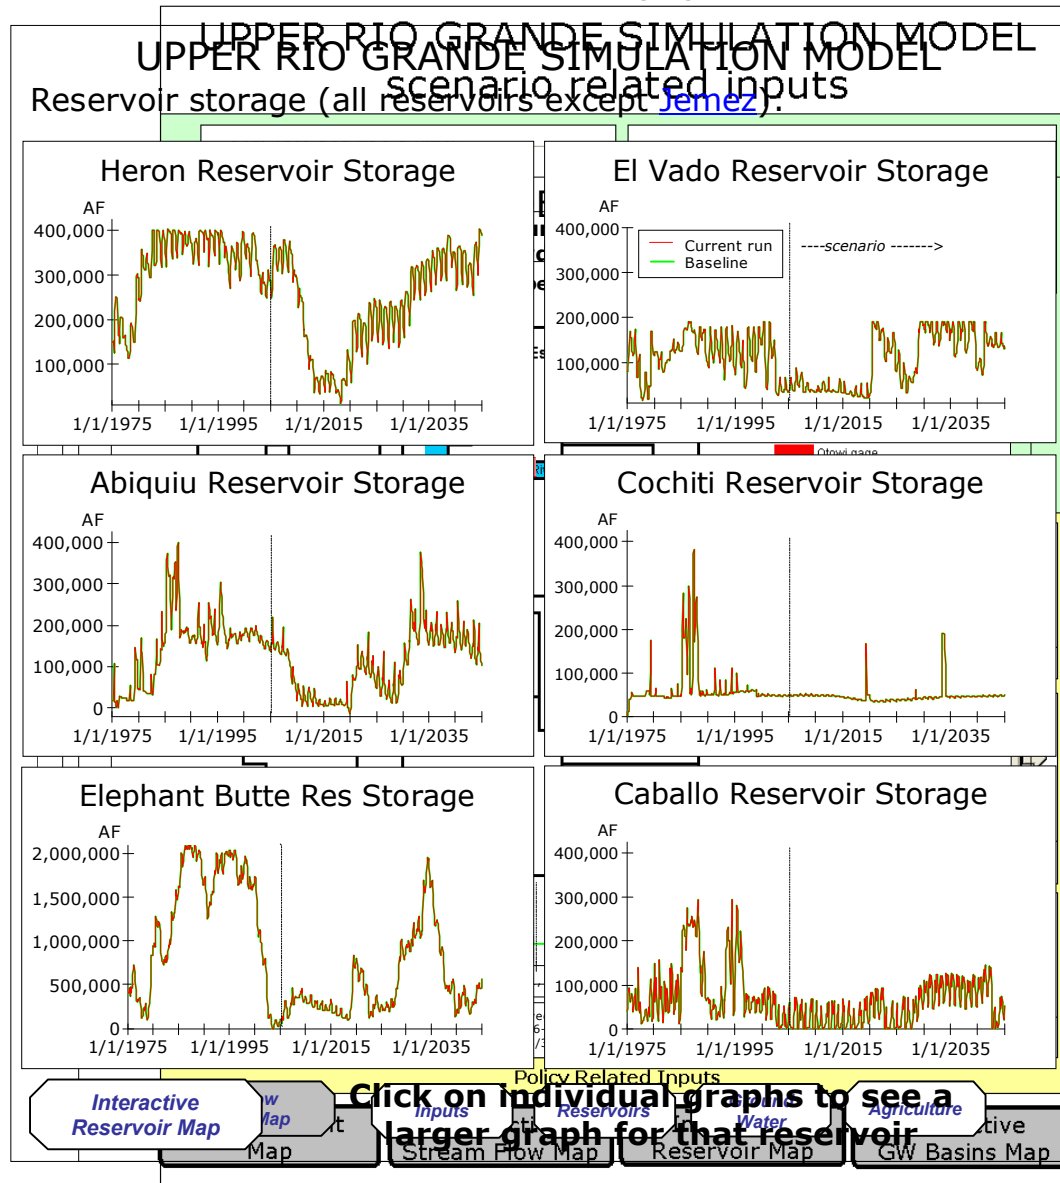 UPPER RIO GRANDE SIMULATION MODEL
UPPER RIO GRANDE SIMULATION MODEL
scenario related inputs
Reservoir storage (all reservoirs except Jemez):
Heron Reservoir Storage
AF
400,000
300,000
200,000
100,000
1/1/1975 1/1/1995 1/1/2015 1/1/2035
El Vado Reservoir Storage
AF
400,000
300,000
200,000
100,000
Current run
Baseline
----scenario ------->
1/1/1975 1/1/1995 1/1/2015 1/1/2035
Otowi gage
Abiquiu Reservoir Storage
AF
400,000
300,000
200,000
100,000
0
1/1/1975 1/1/1995 1/1/2015 1/1/2035
Cochiti Reservoir Storage
AF
400,000
300,000
200,000
100,000
0
1/1/1975 1/1/1995 1/1/2015 1/1/2035
Elephant Butte Res Storage
AF
2,000,000
1,500,000
1,000,000
500,000
0
1/1/1975 1/1/1995 1/1/2015 1/1/2035
Caballo Reservoir Storage
AF
400,000
300,000
200,000
100,000
0
1/1/1975 1/1/1995 1/1/2015 1/1/2035
Policy Related Inputs
Click on individual graphs to see a
larger graph for that reservoir
Interactive
Reservoir Map
Map
Inputs
Reservoirs
Ground
Water
Agriculture
Map
Stream Flow Map
Reservoir Map
GW Basins Map